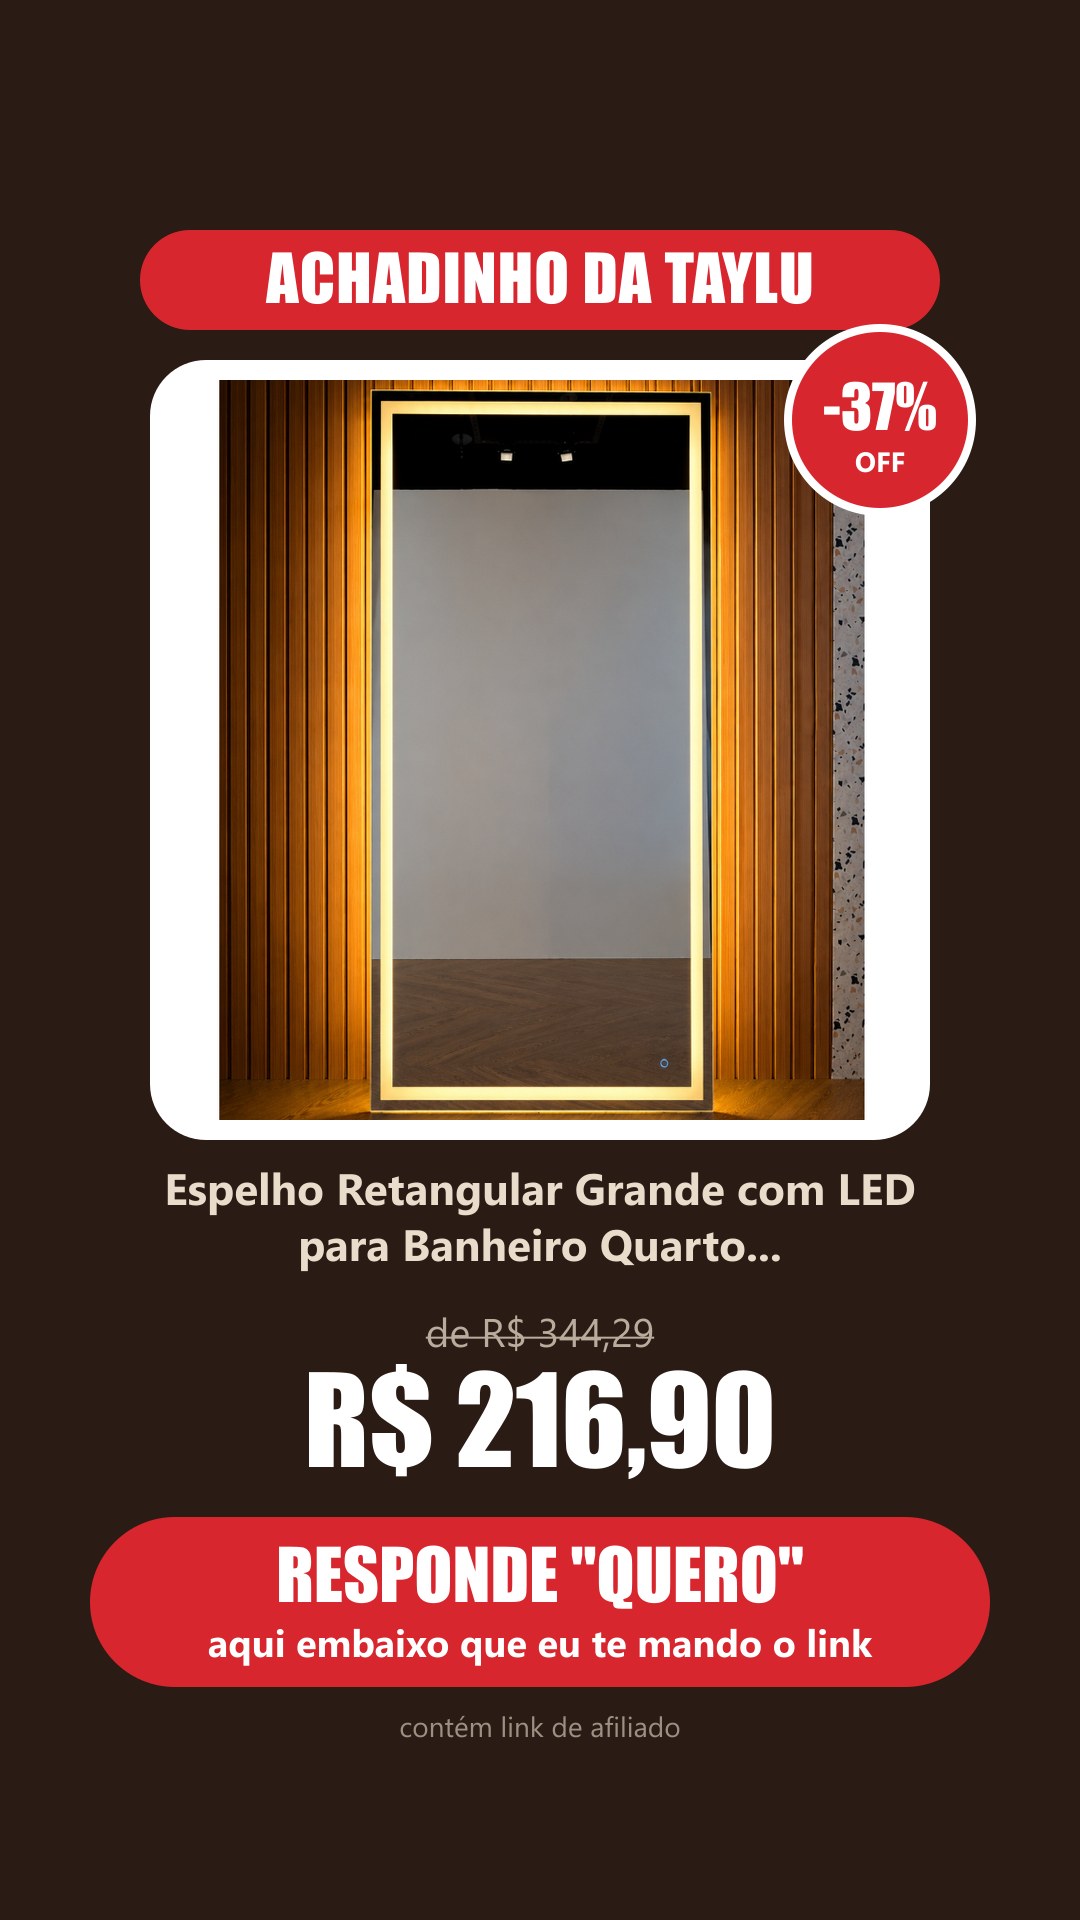 ACHADINHO DA TAYLU
-37%
OFF
Espelho Retangular Grande com LED
para Banheiro Quarto...
de R$ 344,29
R$ 216,90
RESPONDE "QUERO"
aqui embaixo que eu te mando o link
contém link de afiliado